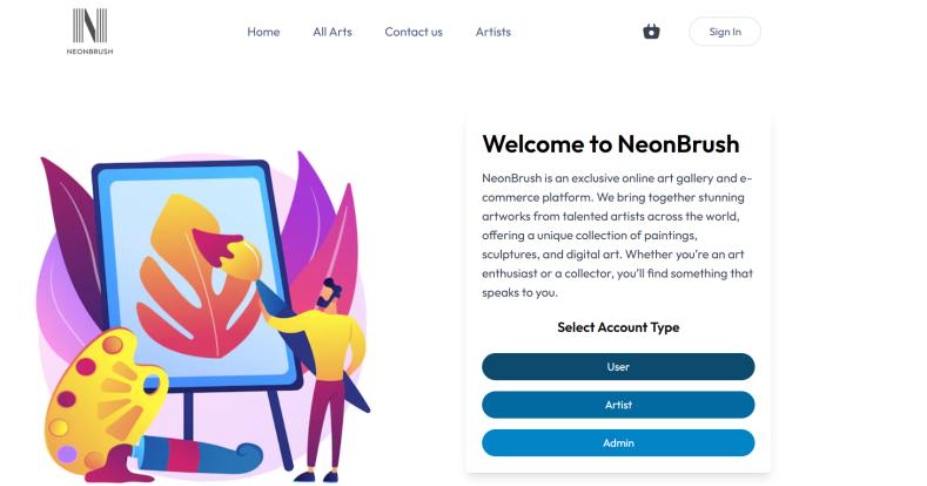 NEONBRUSH
Home
All Arts
Contact us
Artists
Sign In
Welcome to NeonBrush
NeonBrush is an exclusive online art gallery and e-
commerce platform. We bring together stunning
artworks from talented artists across the world,
offering a unique collection of paintings,
sculptures, and digital art. Whether you're an art
enthusiast or a collector, you'll find something that
speaks to you.
Select Account Type
User
Artist
Admin